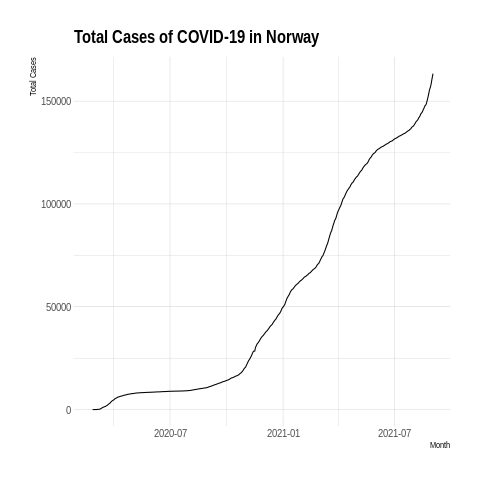 Total Cases of COVID-19 in Norway
Total Cases
150000
100000
50000
0
2020-07 2021-01 2021-07
Month